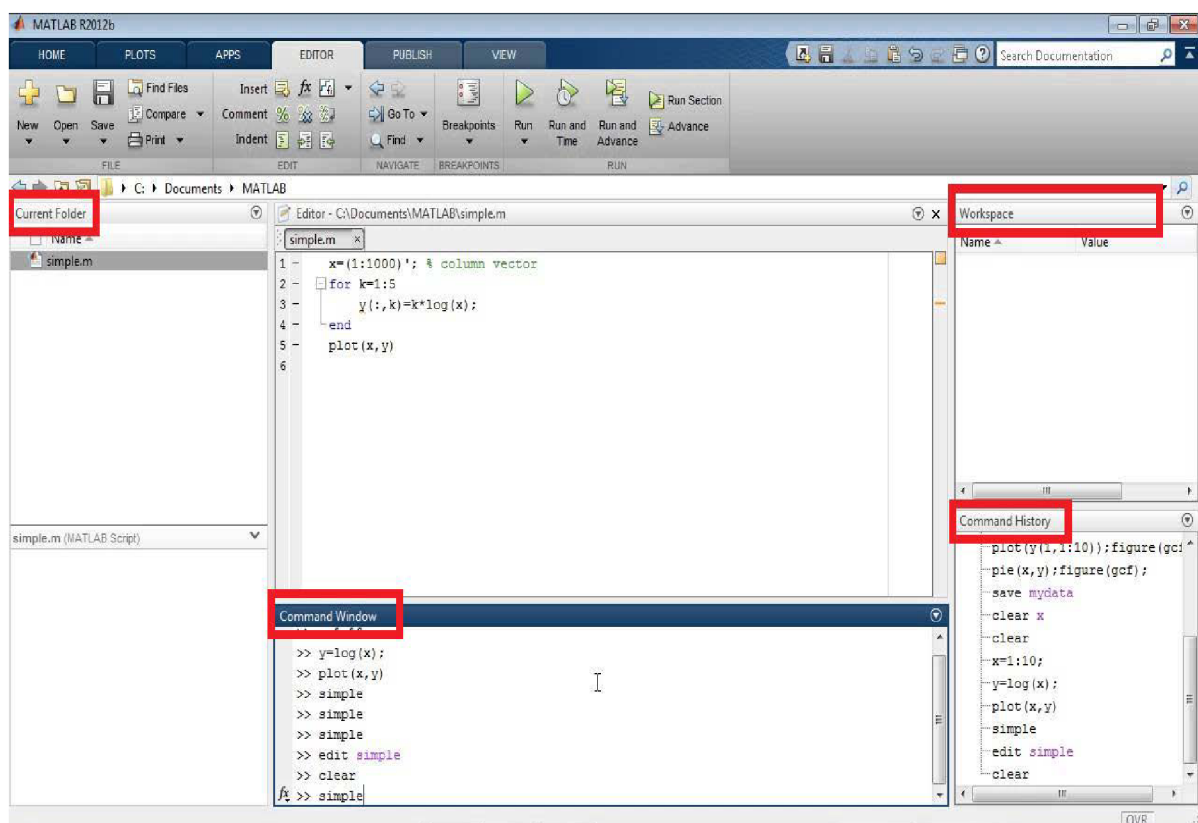 MATLAB R2012b
HOME PLOTS APPS EDITOR PUBLISH VIEW Search Documentation
New Open Save Find Files Compare Print
FILE
Insert fx
Comment %
Indent
EDIT
Go To
Find
NAVIGATE
Breakpoints
BREAKPOINTS
Run Run and Time Run and Advance Run Section Advance
RUN
C: Documents MATLAB
Current Folder
Name
simple.m
simple.m (MATLAB Script)
Editor - C:\Documents\MATLAB\simple.m
simple.m x
1 - x=(1:1000)'; % column vector
2 - for k=1:5
3 - y(:,k)=k*log(x);
4 - end
5 - plot(x,y)
6
Command Window
>> y=log(x);
>> plot(x,y)
>> simple
>> simple
>> simple
>> edit simple
>> clear
fx >> simple
Workspace
Name Value
Command History
plot(y(1,1:10));figure(gcf
pie(x,y);figure(gcf);
save mydata
clear x
clear
x=1:10;
y=log(x);
plot(x,y)
simple
edit simple
clear
OVR